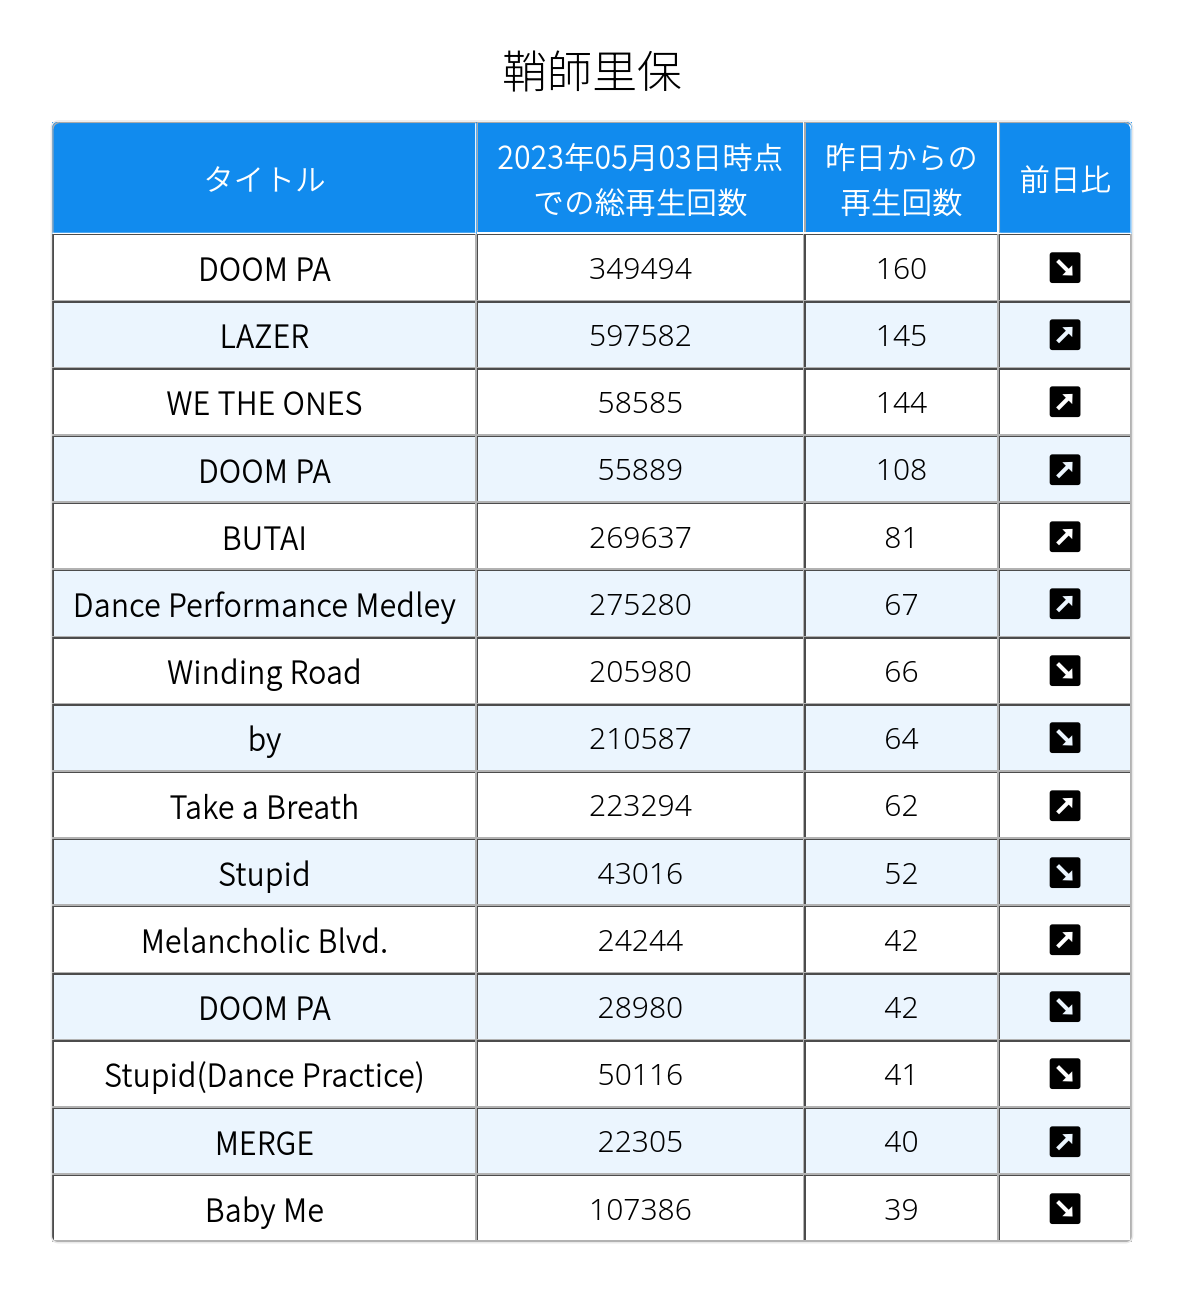 鞘師里保
タイトル 2023年05月03日時点での総再生回数 昨日からの再生回数 前日比
DOOM PA 349494 160 ↘
LAZER 597582 145 ↗
WE THE ONES 58585 144 ↗
DOOM PA 55889 108 ↗
BUTAI 269637 81 ↗
Dance Performance Medley 275280 67 ↗
Winding Road 205980 66 ↘
by 210587 64 ↘
Take a Breath 223294 62 ↗
Stupid 43016 52 ↘
Melancholic Blvd. 24244 42 ↗
DOOM PA 28980 42 ↘
Stupid(Dance Practice) 50116 41 ↘
MERGE 22305 40 ↗
Baby Me 107386 39 ↘